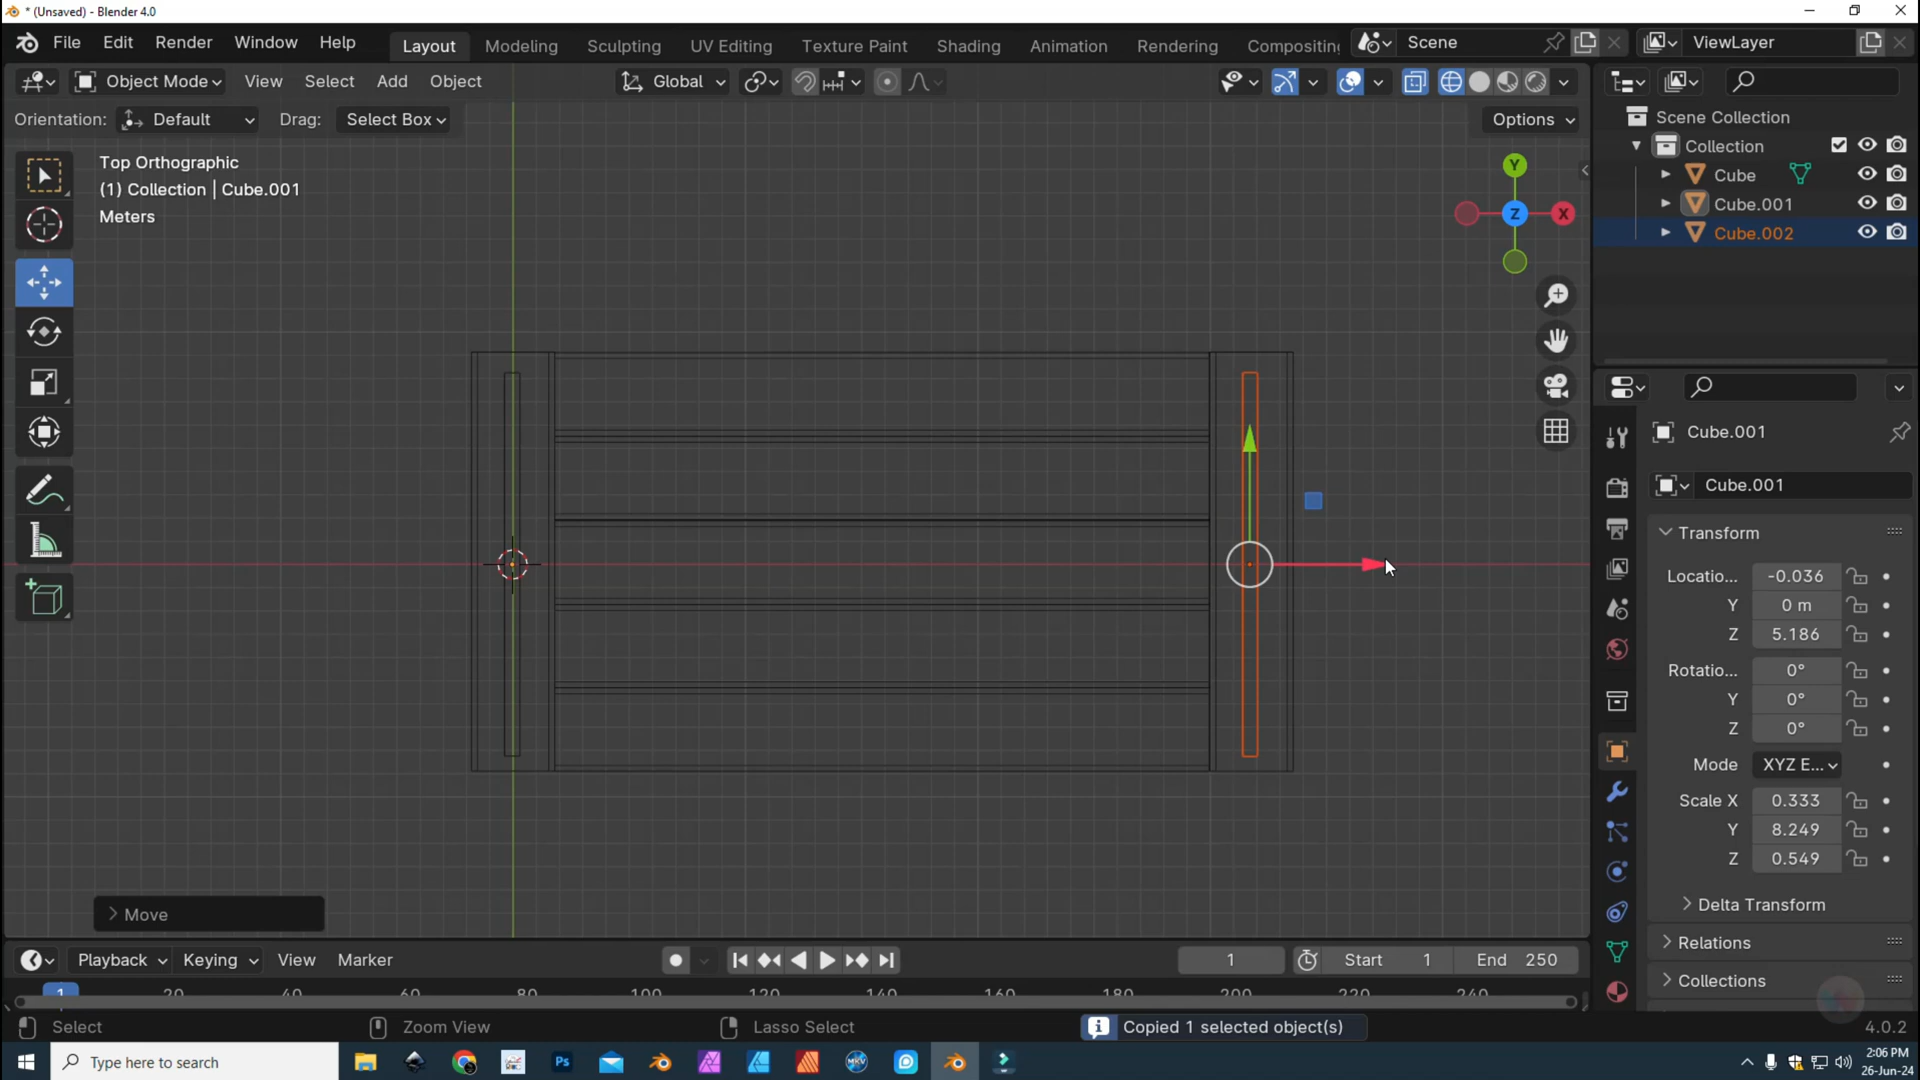 * (Unsaved) - Blender 4.0
File Edit Render Window Help
Layout Modeling Sculpting UV Editing Texture Paint Shading Animation Rendering Compositing
Scene
ViewLayer
Object Mode View Select Add Object
Global
Orientation: Default Drag: Select Box
Options
Top Orthographic
(1) Collection | Cube.001
Meters
Y
Z
X
Scene Collection
Collection
Cube
Cube.001
Cube.002
Cube.001
Cube.001
Transform
Locatio... -0.036
Y 0 m
Z 5.186
Rotatio... 0°
Y 0°
Z 0°
Mode XYZ E...
Scale X 0.333
Y 8.249
Z 0.549
Delta Transform
Relations
Collections
Move
Playback Keying View Marker
1 Start 1 End 250
1 20 40 60 80 100 120 140 160 180 200 220 240
Select Zoom View Lasso Select Copied 1 selected object(s) 4.0.2
Type here to search
Ps
MKV
2:06 PM
26-Jun-24